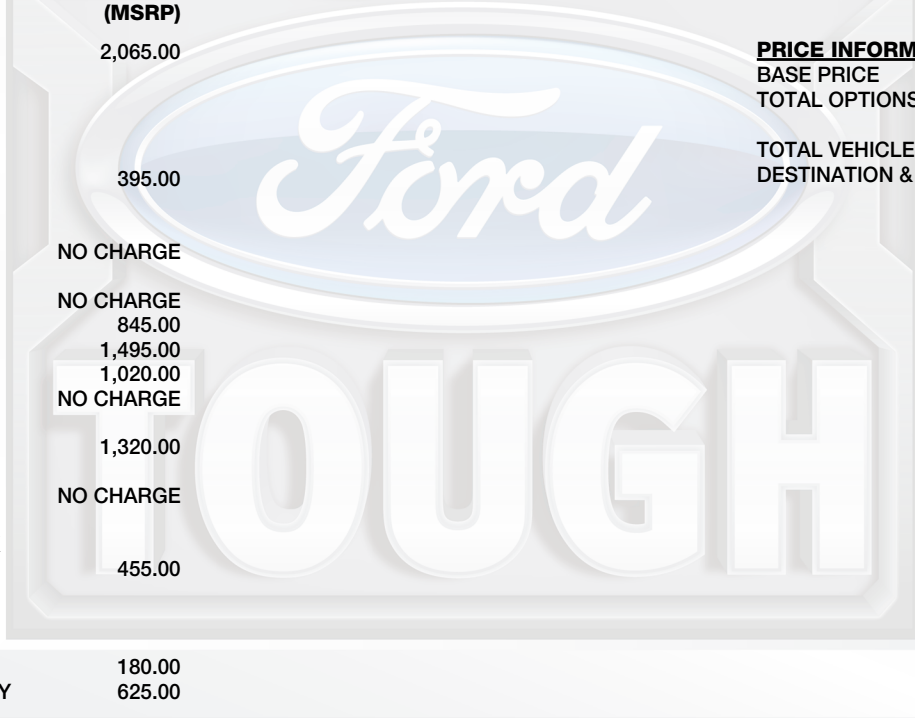 (MSRP)
2,065.00
395.00
NO CHARGE
NO CHARGE
845.00
1,495.00
1,020.00
NO CHARGE
1,320.00
NO CHARGE
455.00
180.00
Y 625.00
PRICE INFORM
BASE PRICE
TOTAL OPTIONS
TOTAL VEHICLE
DESTINATION &
Ford
TOUGH